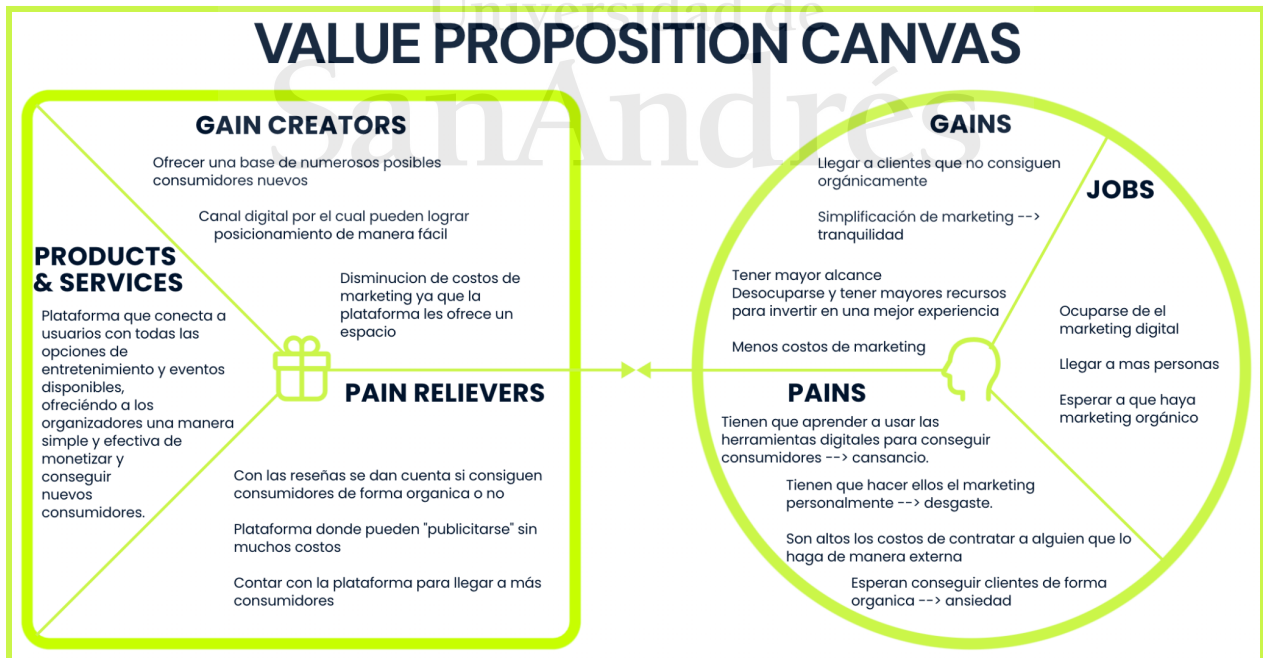 Universidad de
SanAndrés
VALUE PROPOSITION CANVAS
GAIN CREATORS
Ofrecer una base de numerosos posibles
consumidores nuevos
Canal digital por el cual pueden lograr
posicionamiento de manera fácil
Disminucion de costos de
marketing ya que la
plataforma les ofrece un
espacio
PRODUCTS
& SERVICES
Plataforma que conecta a
usuarios con todas las
opciones de
entretenimiento y eventos
disponibles,
ofreciéndo a los
organizadores una manera
simple y efectiva de
monetizar y
conseguir
nuevos
consumidores.
PAIN RELIEVERS
Con las reseñas se dan cuenta si consiguen
consumidores de forma organica o no
Plataforma donde pueden "publicitarse" sin
muchos costos
Contar con la plataforma para llegar a más
consumidores
GAINS
Llegar a clientes que no consiguen
orgánicamente
Simplificación de marketing -->
tranquilidad
Tener mayor alcance
Desocuparse y tener mayores recursos
para invertir en una mejor experiencia
Menos costos de marketing
JOBS
Ocuparse de el
marketing digital
Llegar a mas personas
Esperar a que haya
marketing orgánico
PAINS
Tienen que aprender a usar las
herramientas digitales para conseguir
consumidores --> cansancio.
Tienen que hacer ellos el marketing
personalmente --> desgaste.
Son altos los costos de contratar a alguien que lo
haga de manera externa
Esperan conseguir clientes de forma
organica --> ansiedad